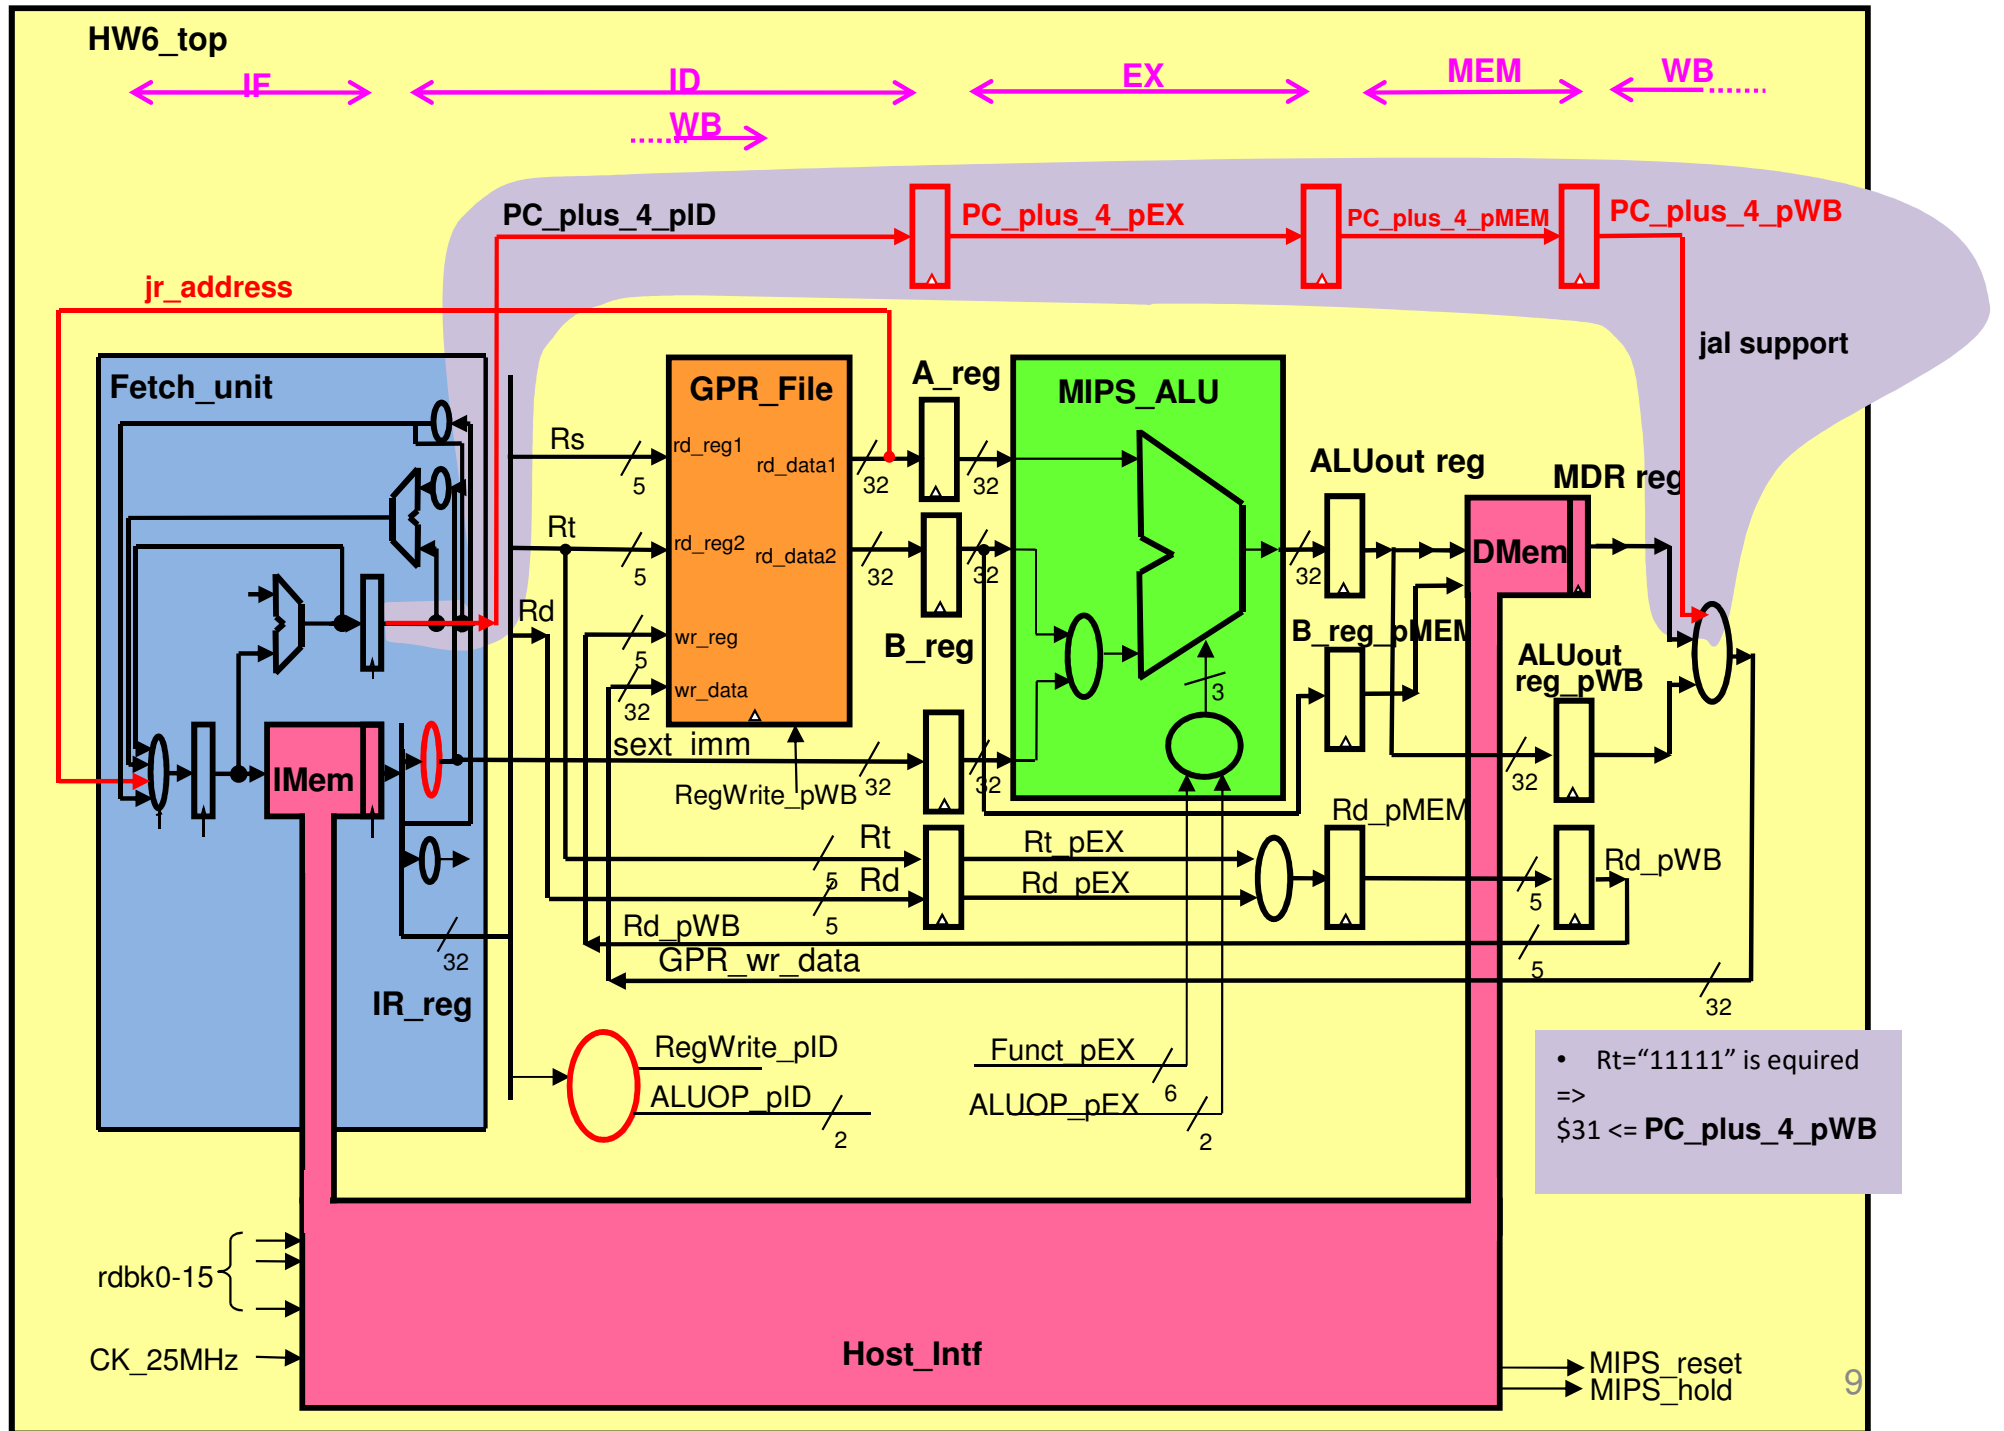 HW6_top
IF
ID
EX
MEM
WB
WB
PC_plus_4_pID
PC_plus_4_pEX
PC_plus_4_pMEM
PC_plus_4_pWB
jr_address
jal support
Fetch_unit
GPR_File
A_reg
MIPS_ALU
Rs
rd_reg1
rd_data1
5
32
32
ALUout reg
MDR reg
Rt
rd_reg2
rd_data2
5
32
32
32
DMem
Rd
wr_reg
5
B_reg
B_reg_pMEM
ALUout_
reg_pWB
wr_data
32
3
IMem
sext_imm
32
32
32
RegWrite_pWB
Rd_pMEM
Rt
5
Rt_pEX
Rd_pWB
Rd
5
Rd_pEX
5
Rd_pWB
5
GPR_wr_data
32
32
IR_reg
RegWrite_pID
ALUOP_pID
2
Funct_pEX
6
ALUOP_pEX
2
• Rt=“11111” is equired
=>
$31 <= PC_plus_4_pWB
rdbk0-15
CK_25MHz
Host_Intf
MIPS_reset
MIPS_hold
9